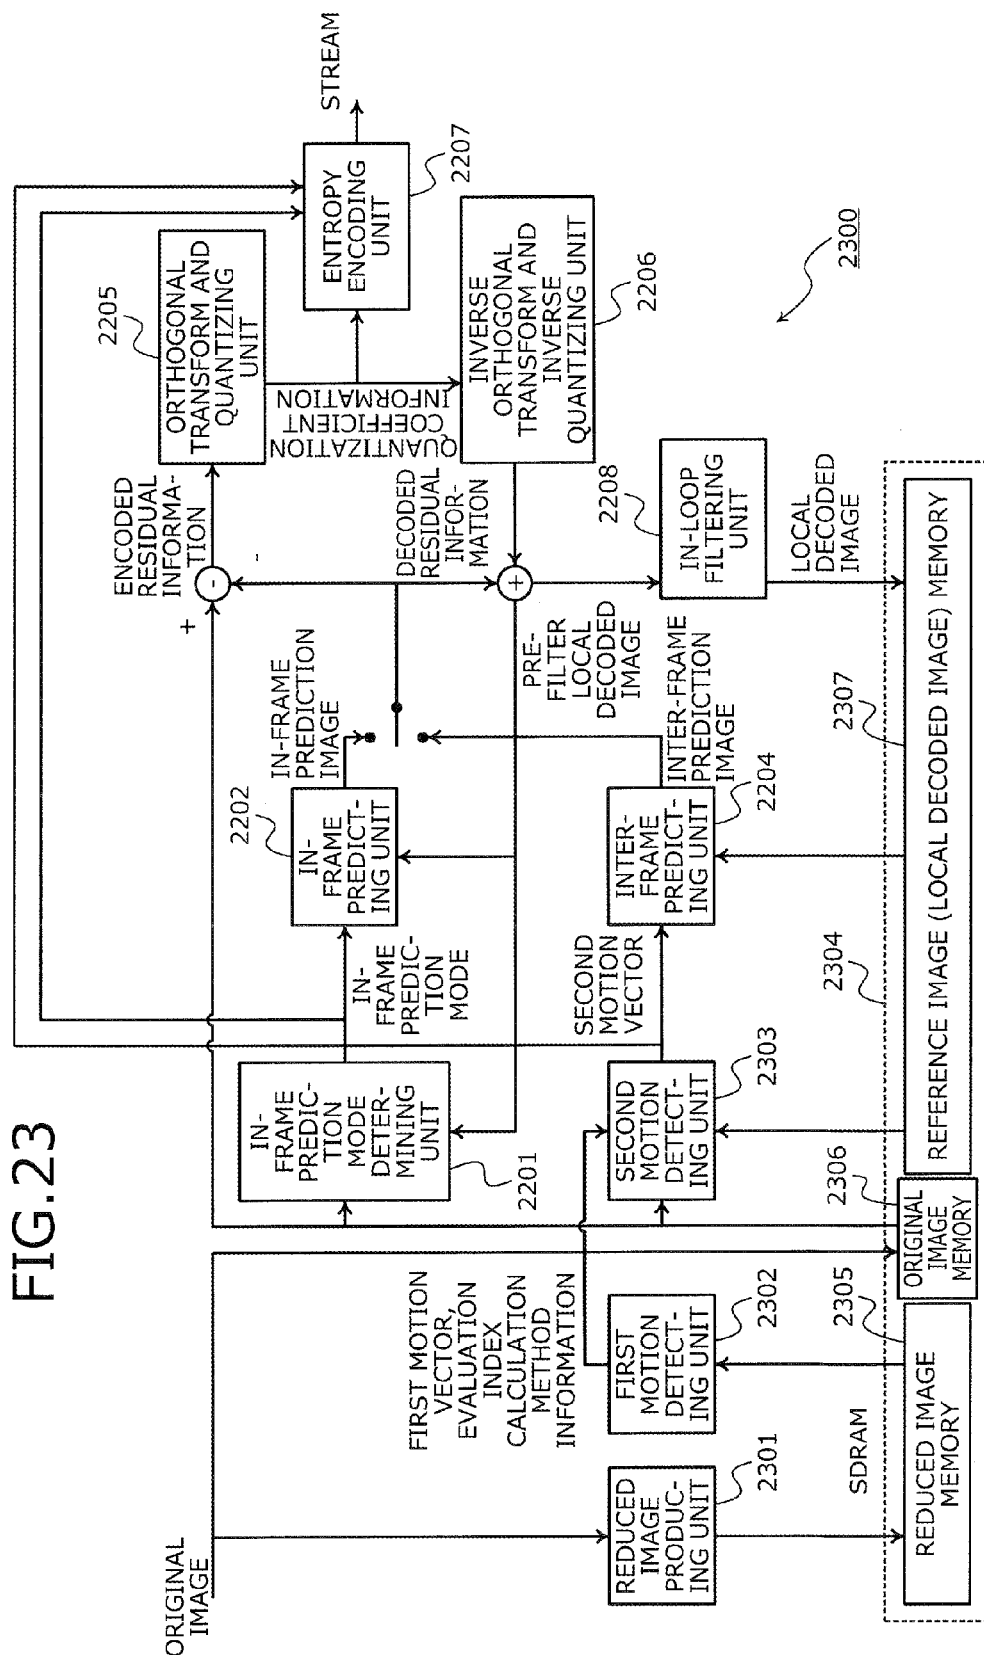 FIG.23
ORIGINAL
IMAGE
REDUCED
IMAGE
PRODUC-
ING UNIT
2301
FIRST MOTION
VECTOR,
EVALUATION
INDEX
CALCULATION
METHOD
INFORMATION
FIRST
MOTION
DETECT-
ING UNIT
2302
IN-
FRAME
PREDIC-
TION
MODE
DETER-
MINING
UNIT
2201
SECOND
MOTION
DETECT-
ING UNIT
2303
IN-
FRAME
PREDIC-
TION
MODE
SECOND
MOTION
VECTOR
2202
IN-
FRAME
PREDICT-
ING UNIT
INTER-
FRAME
PREDICT-
ING UNIT
2204
IN-FRAME
PREDICTION
IMAGE
INTER-FRAME
PREDICTION
IMAGE
PRE-
FILTER
LOCAL
DECODED
IMAGE
+
-
-
+
ENCODED
RESIDUAL
INFORMA-
TION
DECODED
RESIDUAL
INFOR-
MATION
2205
ORTHOGONAL
TRANSFORM AND
QUANTIZING
UNIT
QUANTIZATION
COEFFICIENT
INFORMATION
ENTROPY
ENCODING
UNIT
2207
STREAM
INVERSE
ORTHOGONAL
TRANSFORM AND
INVERSE
QUANTIZING UNIT
2206
2208
IN-LOOP
FILTERING
UNIT
LOCAL
DECODED
IMAGE
2300
SDRAM
2305
REDUCED IMAGE
MEMORY
2306
ORIGINAL
IMAGE
MEMORY
2304
2307
REFERENCE IMAGE (LOCAL DECODED IMAGE) MEMORY